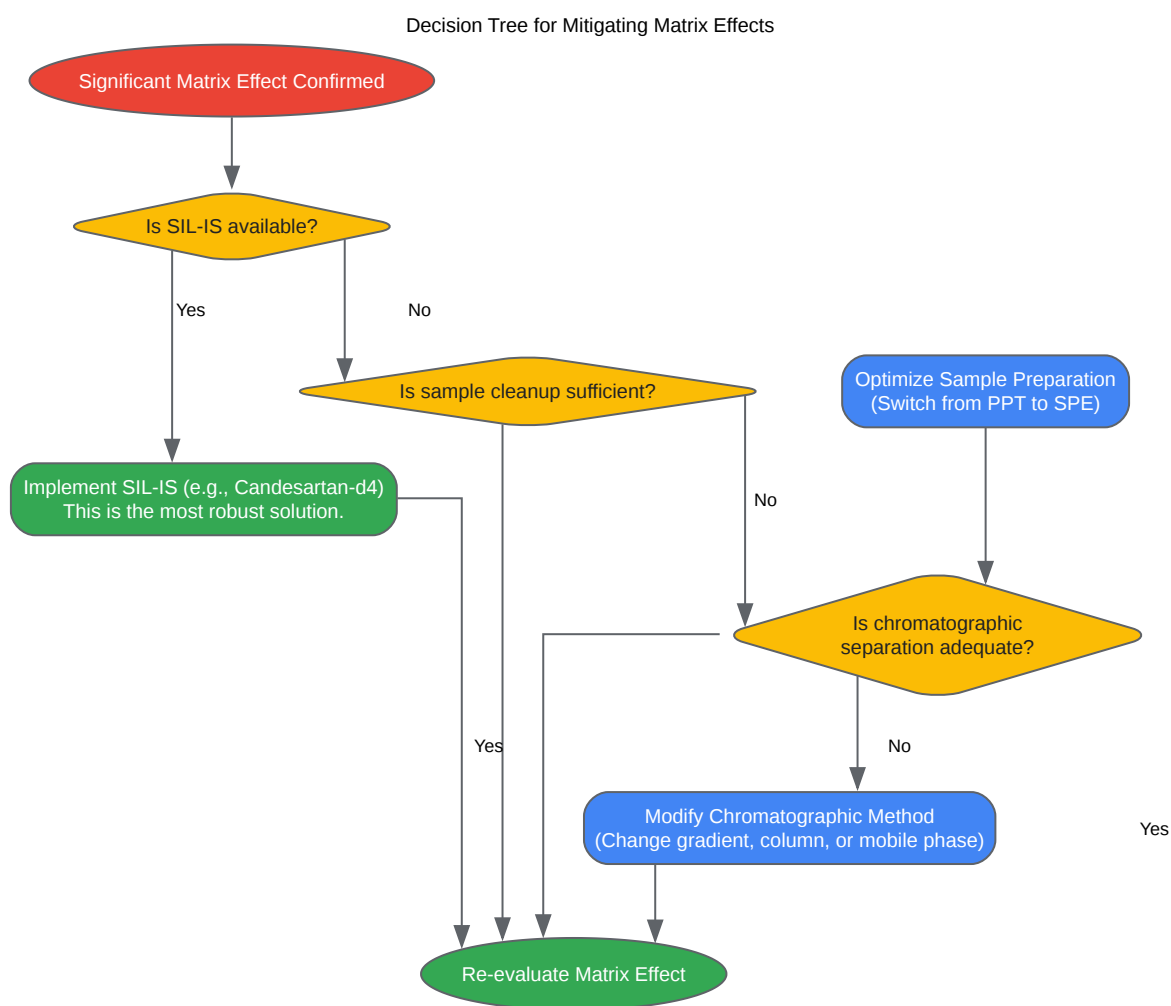 Decision Tree for Mitigating Matrix Effects
Significant Matrix Effect Confirmed
Is SIL-IS available?
Yes
No
Is sample cleanup sufficient?
Optimize Sample Preparation
(Switch from PPT to SPE)
Implement SIL-IS (e.g., Candesartan-d4)
This is the most robust solution.
No
Is chromatographic
separation adequate?
Yes
No
Modify Chromatographic Method
(Change gradient, column, or mobile phase)
Yes
Re-evaluate Matrix Effect